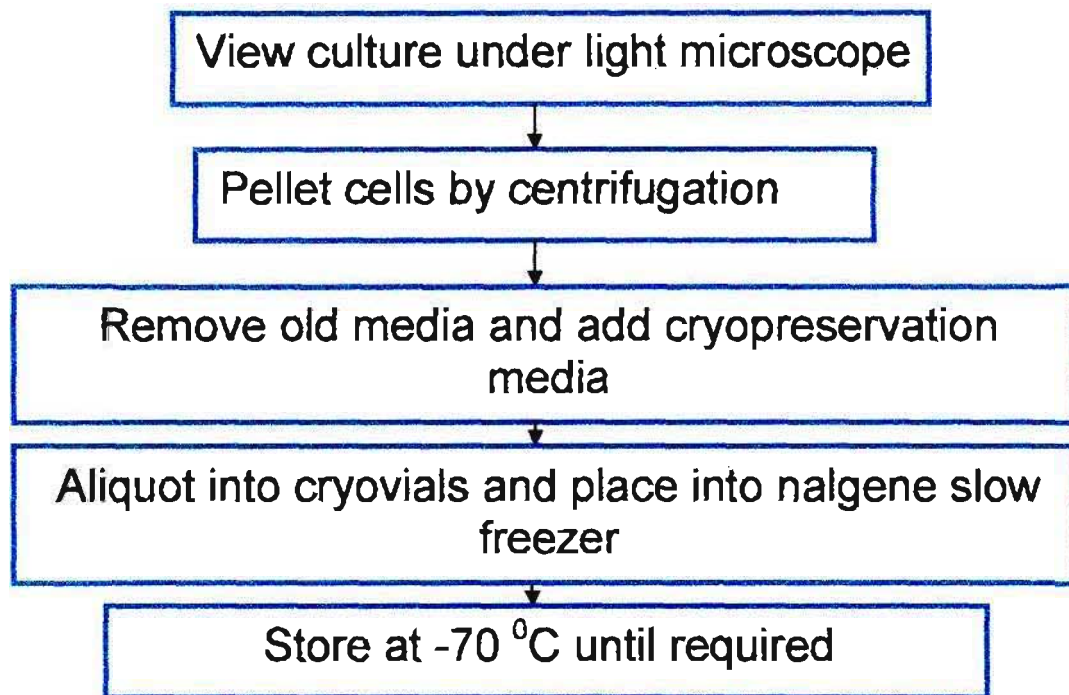 View culture under light microscope
Pellet cells by centrifugation
Remove old media and add cryopreservation
media
Aliquot into cryovials and place into nalgene slow
freezer
Store at -70 ⁰C until required